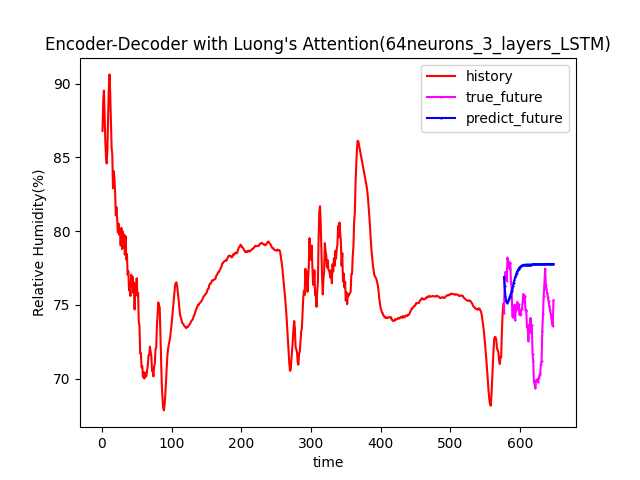 Encoder-Decoder with Luong's Attention(64neurons_3_layers_LSTM)
history
true_future
predict_future
Relative Humidity(%)
90
85
80
75
70
0
100
200
300
400
500
600
time